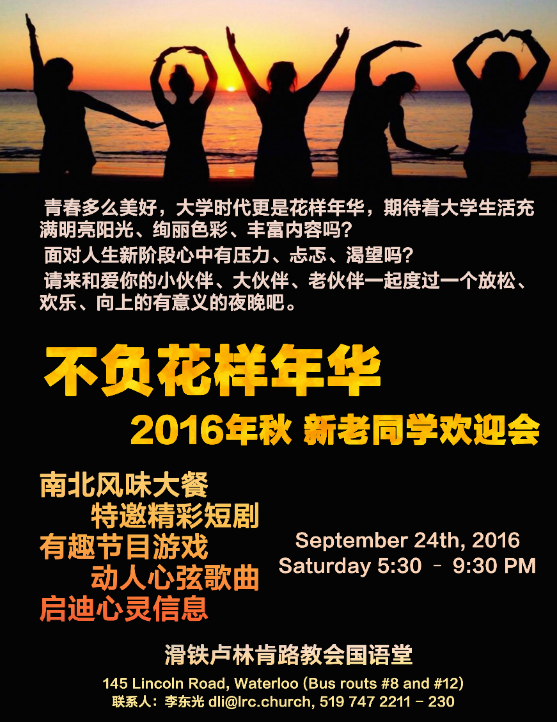 青春多么美好，大学时代更是花样年华，期待着大学生活充
满明亮阳光、绚丽色彩、丰富内容吗？
面对人生新阶段心中有压力、忐忑、渴望吗？
请来和爱你的小伙伴、大伙伴、老伙伴一起度过一个放松、
欢乐、向上的有意义的夜晚吧。
不负花样年华
2016年秋 新老同学欢迎会
南北风味大餐
特邀精彩短剧
有趣节目游戏
动人心弦歌曲
启迪心灵信息
September 24th, 2016
Saturday 5:30 - 9:30 PM
滑铁卢林肯路教会国语堂
145 Lincoln Road, Waterloo (Bus routs #8 and #12)
联系人：李东光 dli@lrc.church, 519 747 2211 - 230